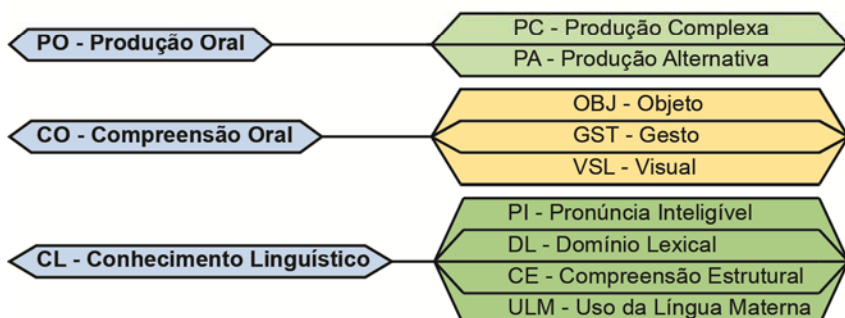 PO - Produção Oral
PC - Produção Complexa
PA - Produção Alternativa
CO - Compreensão Oral
OBJ - Objeto
GST - Gesto
VSL - Visual
CL - Conhecimento Linguístico
PI - Pronúncia Inteligível
DL - Domínio Lexical
CE - Compreensão Estrutural
ULM - Uso da Língua Materna